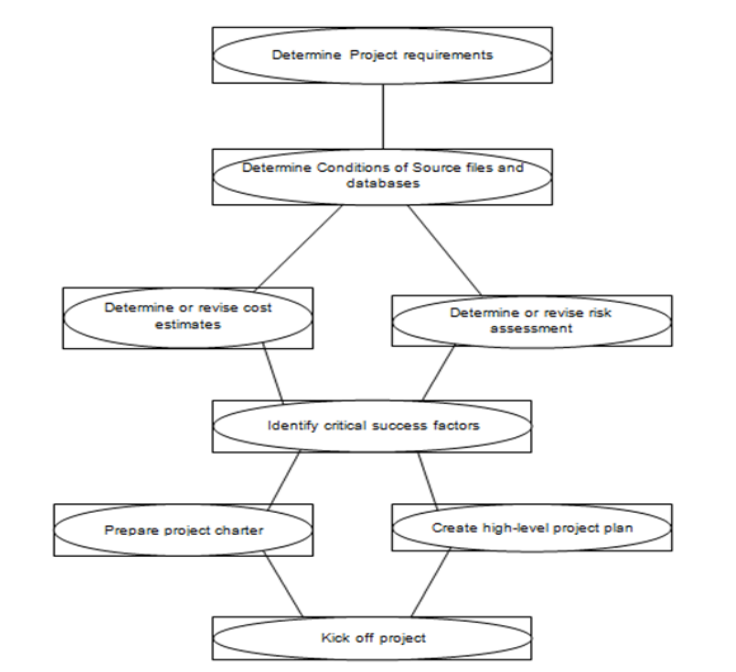 Determine Project requirements
Determine Conditions of Source files and
databases
Determine or revise cost
estimates
Determine or revise risk
assessment
Identify critical success factors
Prepare project charter
Create high-level project plan
Kick off project